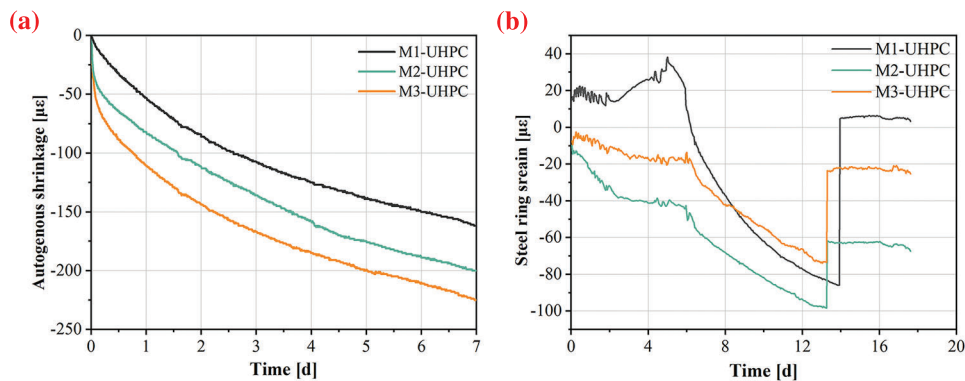 (a)
Autogenous shrinkage [με]
0
-50
-100
-150
-200
-250
M1-UHPC
M2-UHPC
M3-UHPC
0 1 2 3 4 5 6 7
Time [d]
(b)
Steel ring srean [με]
40
20
0
-20
-40
-60
-80
-100
M1-UHPC
M2-UHPC
M3-UHPC
0 4 8 12 16 20
Time [d]